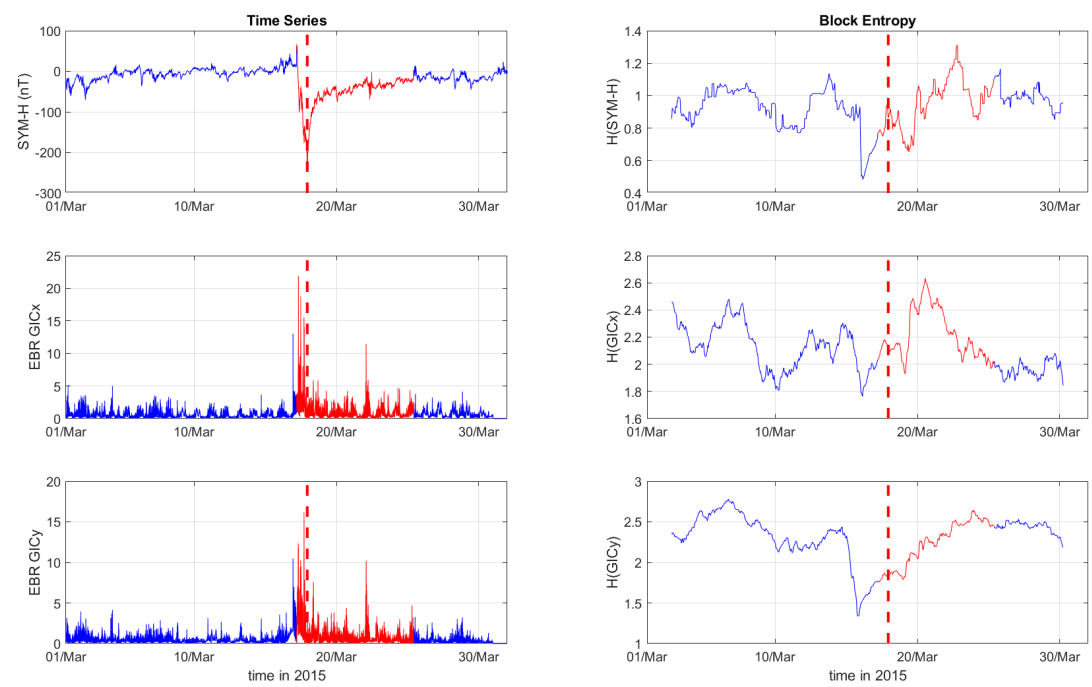 Time Series
100
0
-100
-200
-300
SYM-H (nT)
01/Mar 10/Mar 20/Mar 30/Mar
Block Entropy
1.4
1.2
1
0.8
0.6
0.4
H(SYM-H)
01/Mar 10/Mar 20/Mar 30/Mar
25
20
15
10
5
0
EBR GICx
01/Mar 10/Mar 20/Mar 30/Mar
2.8
2.6
2.4
2.2
2
1.8
1.6
H(GICx)
01/Mar 10/Mar 20/Mar 30/Mar
20
15
10
5
0
EBR GICy
01/Mar 10/Mar 20/Mar 30/Mar
time in 2015
3
2.5
2
1.5
1
H(GICy)
01/Mar 10/Mar 20/Mar 30/Mar
time in 2015